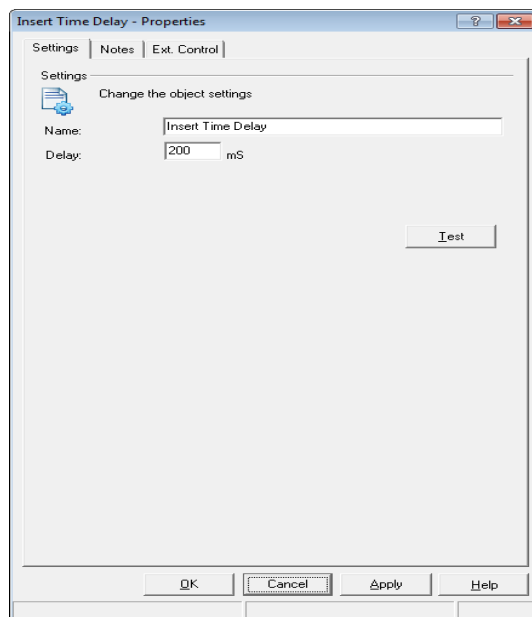 Insert Time Delay - Properties ?
Settings Notes Ext. Control
Settings
Change the object settings
Name: Insert Time Delay
Delay: 200 mS
Test
OK Cancel Apply Help